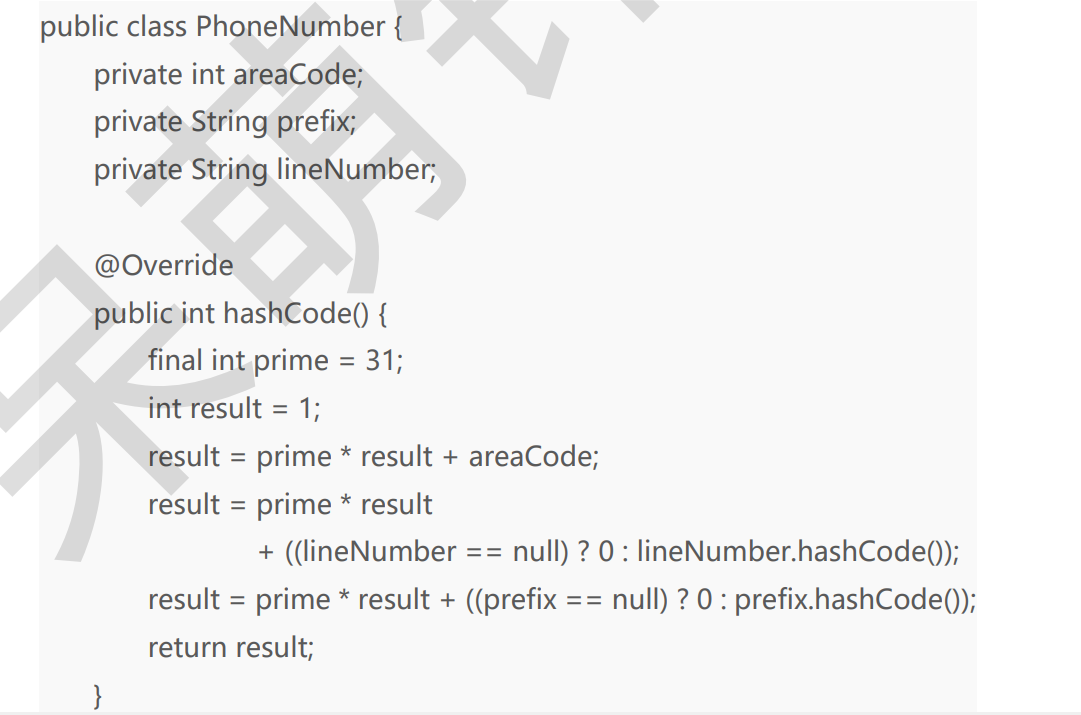 public class PhoneNumber {
private int areaCode;
private String prefix;
private String lineNumber;
@Override
public int hashCode() {
final int prime = 31;
int result = 1;
result = prime * result + areaCode;
result = prime * result
+ ((lineNumber == null) ? 0 : lineNumber.hashCode());
result = prime * result + ((prefix == null) ? 0 : prefix.hashCode());
return result;
}
呆萌